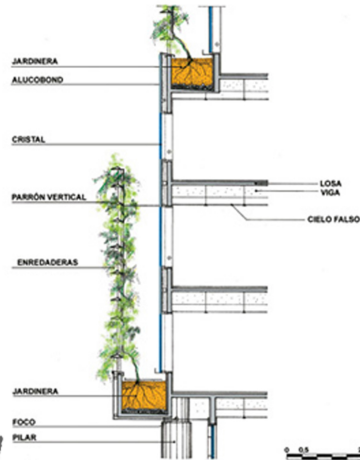 JARDINERA
ALUCOBOND
CRISTAL
LOSA
VIGA
PARRÓN VERTICAL
CIELO FALSO
ENREDADERAS
JARDINERA
FOCO
PILAR
0 0,5